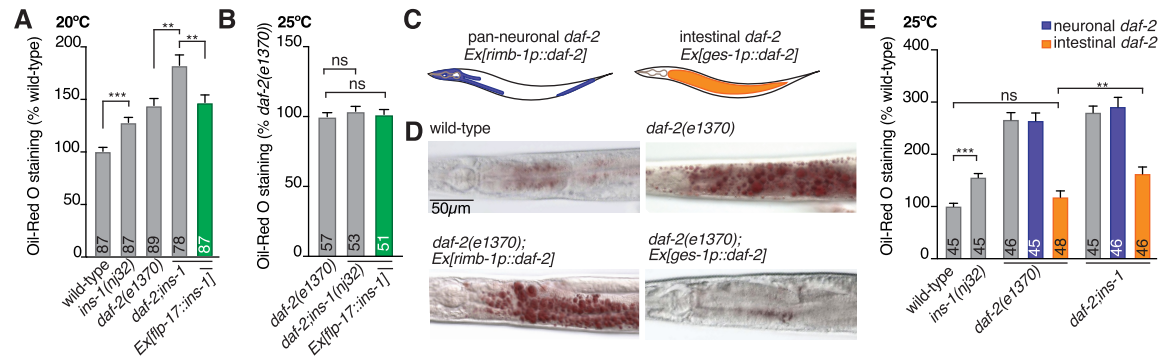 A
20ºC
Oil-Red O staining (% wild-type)
200
150
100
50
0
***
**
**
87
87
89
78
87
wild-type
ins-1(nj32)
daf-2(e1370)
daf-2;ins-1
Ex[flp-17::ins-1]
B
25ºC
Oil-Red O staining (% daf-2(e1370))
150
100
50
0
ns
ns
57
53
51
daf-2(e1370)
daf-2;ins-1(nj32)
Ex[flp-17::ins-1]
C
pan-neuronal daf-2
Ex[rimb-1p::daf-2]
intestinal daf-2
Ex[ges-1p::daf-2]
D
wild-type
50µm
daf-2(e1370)
daf-2(e1370);
Ex[rimb-1p::daf-2]
daf-2(e1370);
Ex[ges-1p::daf-2]
E
25ºC
neuronal daf-2
intestinal daf-2
Oil-Red O staining (% wild-type)
400
300
200
100
0
***
ns
**
45
45
46
45
48
45
46
46
wild-type
ins-1(nj32)
daf-2(e1370)
daf-2;ins-1